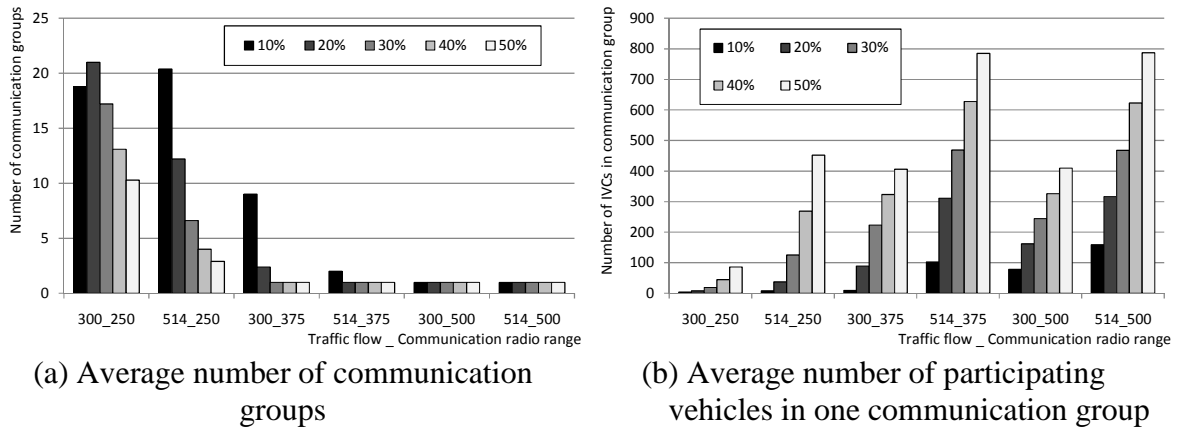 25
20
15
10
5
0
Number of communication groups
10% 20% 30% 40% 50%
300_250 514_250 300_375 514_375 300_500 514_500
Traffic flow _ Communication radio range
(a) Average number of communication
groups
900
800
700
600
500
400
300
200
100
0
Number of IVCs in communication group
10% 20% 30%
40% 50%
300_250 514_250 300_375 514_375 300_500 514_500
Traffic flow _ Communication radio range
(b) Average number of participating
vehicles in one communication group